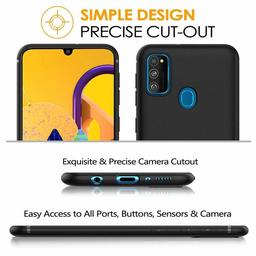 SIMPLE DESIGN
PRECISE CUT-OUT
Exquisite & Precise Camera Cutout
Easy Access to All Ports, Buttons, Sensors & Camera